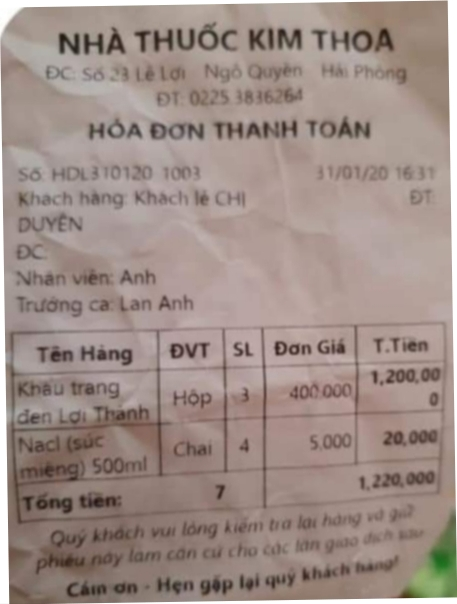 NHÀ THUỐC KIM THOA
ĐC: Số 23 Lê Lợi Ngô Quyền Hải Phòng
ĐT: 0225.3836264
HÓA ĐƠN THANH TOÁN
Số: HDL310120 1003 31/01/20 16:31
Khách hàng: Khách lẻ CHỊ ĐT:
DUYÊN
ĐC:
Nhân viên: Anh
Trưởng ca: Lan Anh
Tên Hàng ĐVT SL Đơn Giá T.Tiền
Khẩu trang 1,200,00
đen Lợi Thành Hộp 3 400,000 0
Nacl (súc
miệng) 500ml Chai 4 5,000 20,000
Tổng tiền: 7 1,220,000
Quý khách vui lòng kiểm tra lại hàng và giữ
phiếu này làm căn cứ cho các lần giao dịch sau
Cảm ơn - Hẹn gặp lại quý khách hàng!